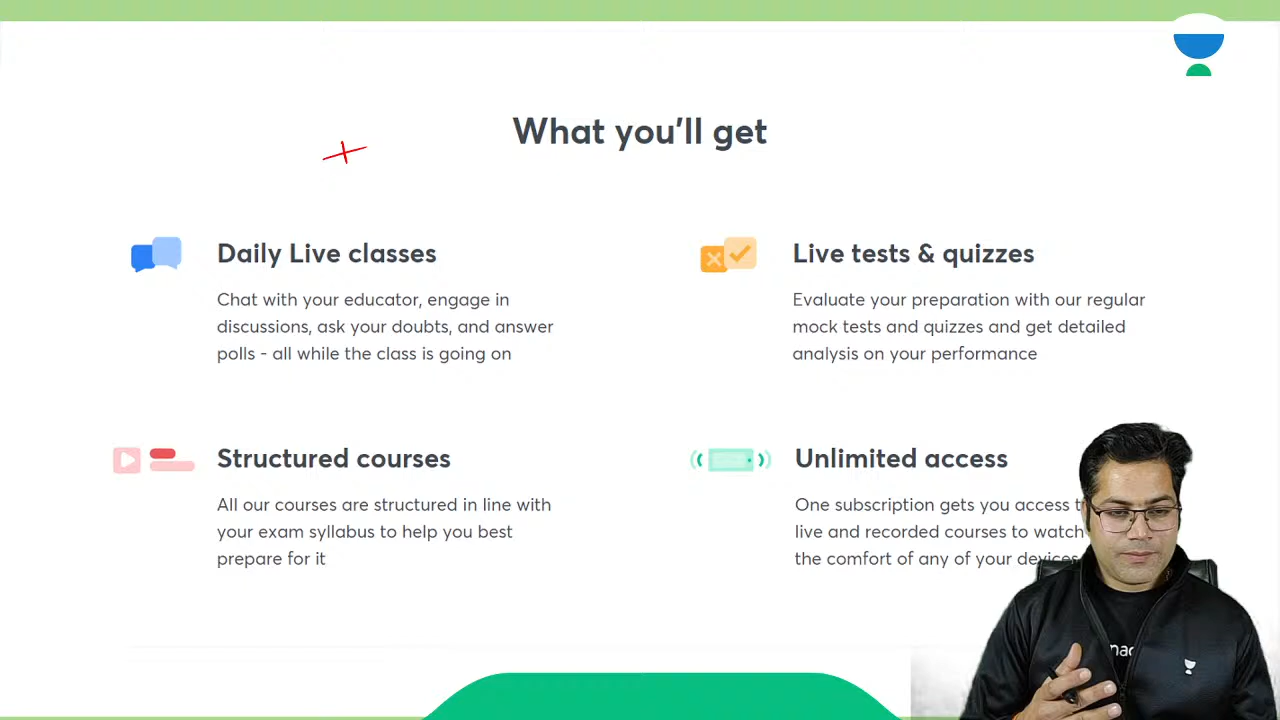 What you'll get
Daily Live classes
Chat with your educator, engage in
discussions, ask your doubts, and answer
polls - all while the class is going on
Live tests & quizzes
Evaluate your preparation with our regular
mock tests and quizzes and get detailed
analysis on your performance
Structured courses
All our courses are structured in line with
your exam syllabus to help you best
prepare for it
Unlimited access
One subscription gets you access
live and recorded courses to watch
the comfort of any of your devices